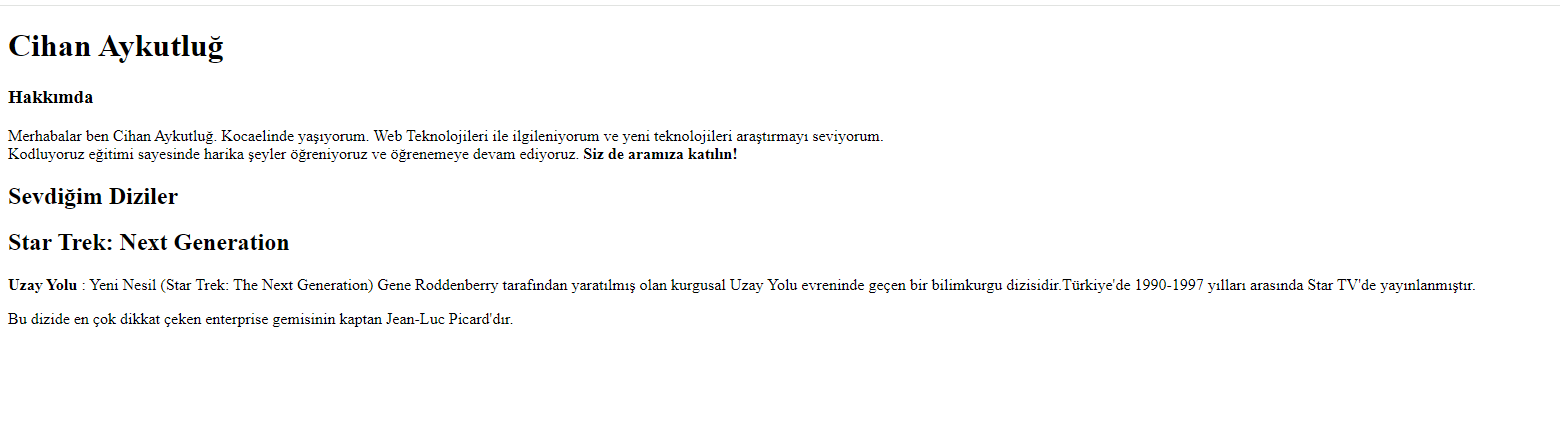 Cihan Aykutluğ
Hakkımda
Merhabalar ben Cihan Aykutluğ. Kocaelinde yaşıyorum. Web Teknolojileri ile ilgileniyorum ve yeni teknolojileri araştırmayı seviyorum.
Kodluyoruz eğitimi sayesinde harika şeyler öğreniyoruz ve öğrenemeye devam ediyoruz. Siz de aramıza katılın!
Sevdiğim Diziler
Star Trek: Next Generation
Uzay Yolu : Yeni Nesil (Star Trek: The Next Generation) Gene Roddenberry tarafından yaratılmış olan kurgusal Uzay Yolu evreninde geçen bir bilimkurgu dizisidir.Türkiye'de 1990-1997 yılları arasında Star TV'de yayınlanmıştır.
Bu dizide en çok dikkat çeken enterprise gemisinin kaptan Jean-Luc Picard'dır.